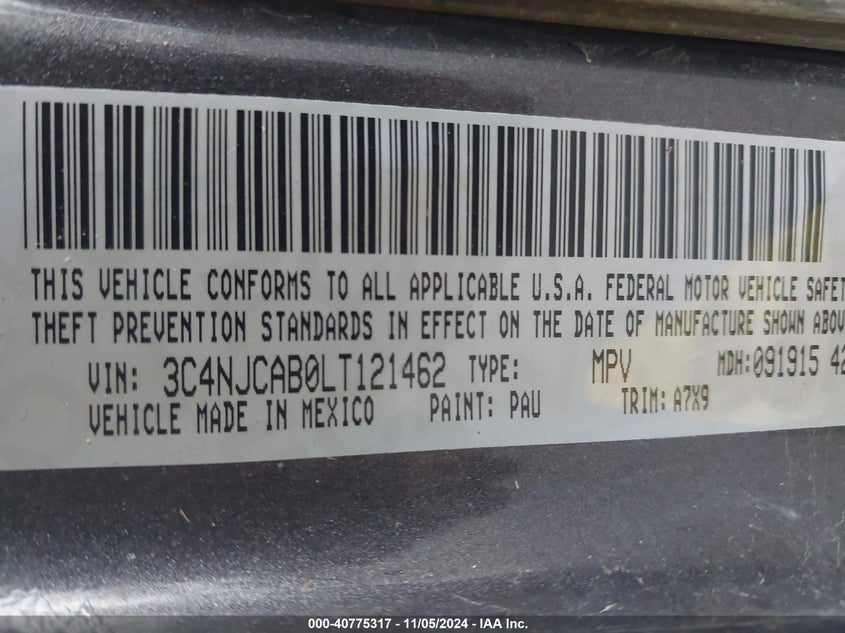 THIS VEHICLE CONFORMS TO ALL APPLICABLE U.S.A. FEDERAL MOTOR VEHICLE SAFET
THEFT PREVENTION STANDARDS IN EFFECT ON THE DATE OF MANUFACTURE SHOWN ABOV
VIN: 3C4NJCAB0LT121462 TYPE: MPV MDH:091915 42
VEHICLE MADE IN MEXICO PAINT: PAU TRIM: A7X9
000-40775317 - 11/05/2024 - IAA Inc.